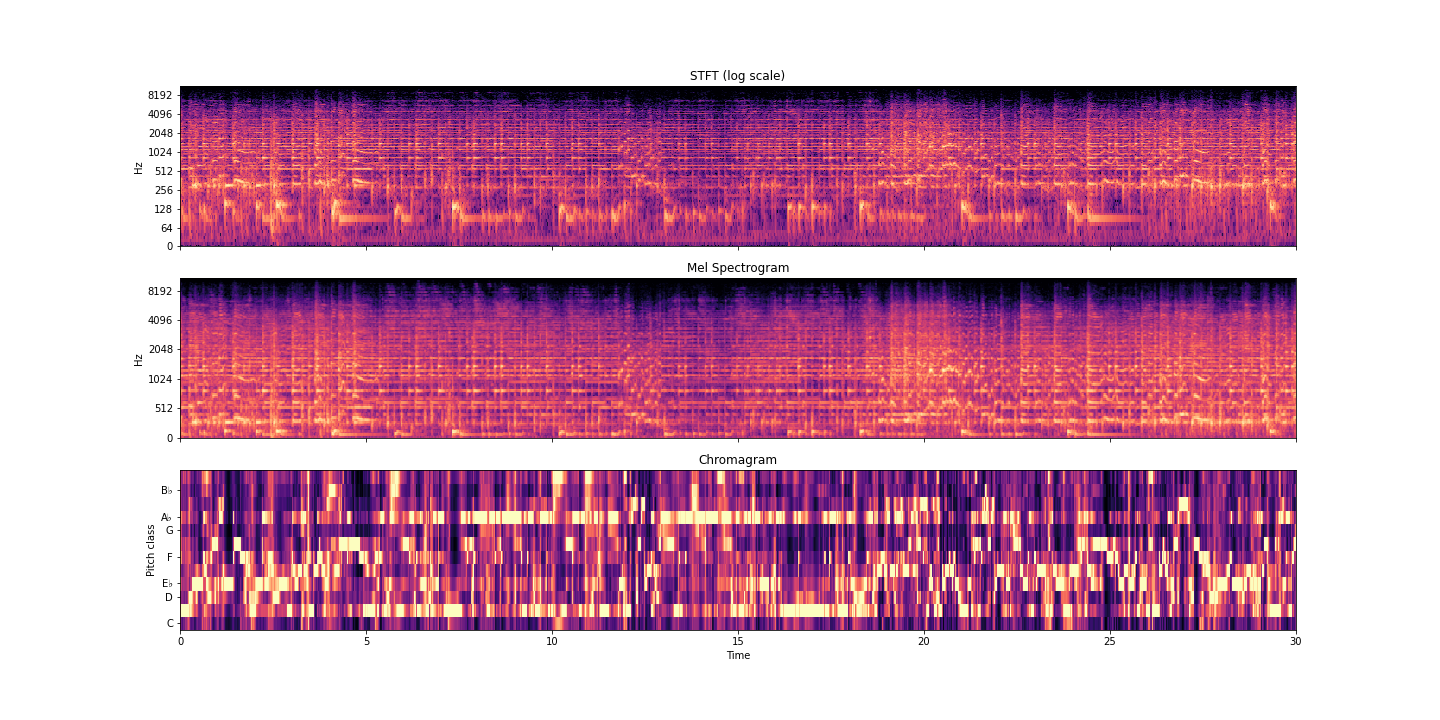 STFT (log scale)
8192
4096
2048
1024
512
256
128
64
0
Hz
Mel Spectrogram
8192
4096
2048
1024
512
0
Hz
Chromagram
B♭
A♭
G
F
E♭
D
C
Pitch class
0
5
10
15
20
25
30
Time